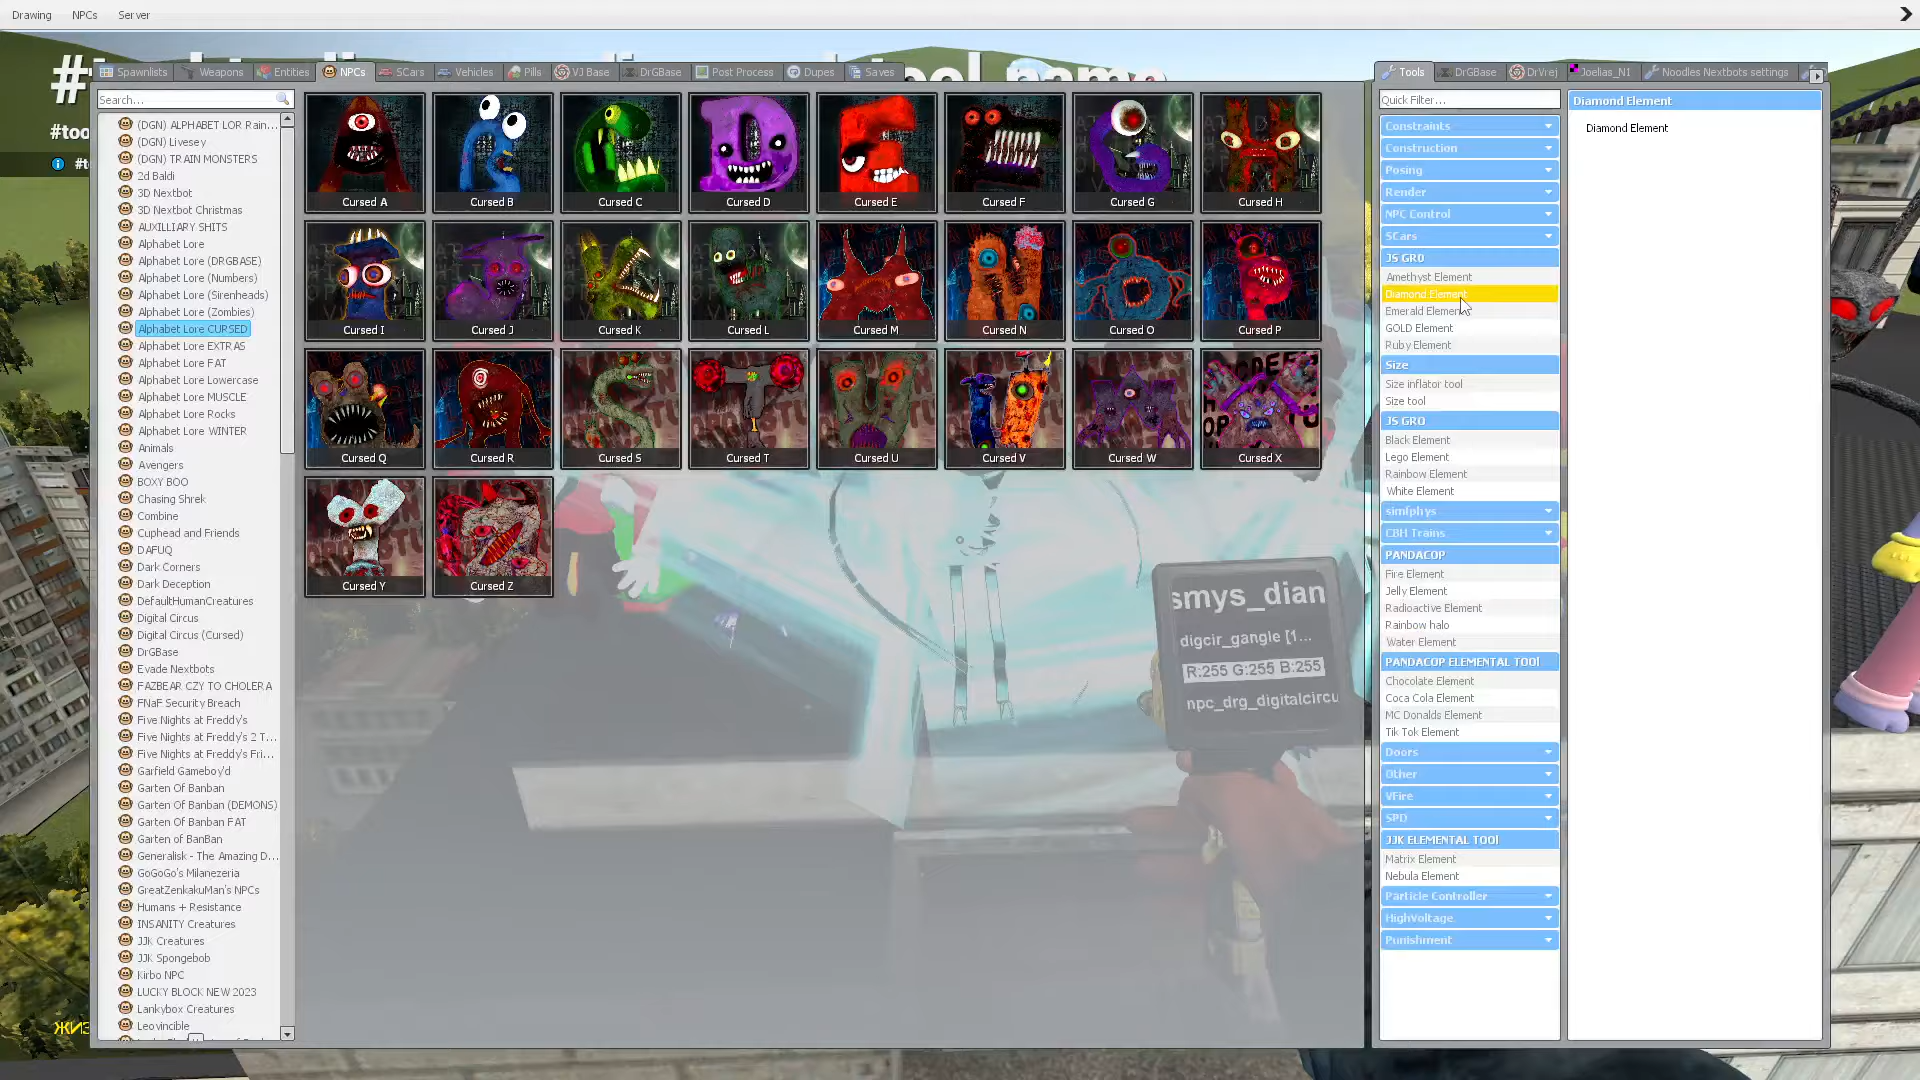 Drawing NPCs Server
#tool. name
Spawnlists Weapons Entities NPCs SCars Vehicles Pills VJ Base DrGBase Post Process Dupes Saves
Search...
(DGN) ALPHABET LOR Rain...
(DGN) Livesey
(DGN) TRAIN MONSTERS
2d Baldi
3D Nextbot
3D Nextbot Christmas
AUXILLIARY SHITS
Alphabet Lore
Alphabet Lore (DRGBASE)
Alphabet Lore (Numbers)
Alphabet Lore (Sirenheads)
Alphabet Lore (Zombies)
Alphabet Lore CURSED
Alphabet Lore EXTRAS
Alphabet Lore FAT
Alphabet Lore Lowercase
Alphabet Lore MUSCLE
Alphabet Lore Rocks
Alphabet Lore WINTER
Animals
Avengers
BOXY BOO
Chasing Shrek
Combine
Cuphead and Friends
DAFUQ
Dark Corners
Dark Deception
DefaultHumanCreatures
Digital Circus
Digital Circus (Cursed)
DrGBase
Evade Nextbots
FAZBEAR CZY TO CHOLERA
FNaF Security Breach
Five Nights at Freddy's
Five Nights at Freddy's 2 T...
Five Nights at Freddy's Fri...
Garfield Gameboy'd
Garten Of Banban
Garten Of Banban (DEMONS)
Garten Of Banban FAT
Garten of BanBan
Generalisk - The Amazing D...
GoGoGo's Milanezeria
GreatZenkakuMan's NPCs
Humans + Resistance
INSANITY Creatures
JJK Creatures
JJK Spongebob
Kirbo NPC
LUCKY BLOCK NEW 2023
Lankybox Creatures
Leovincible
Cursed A Cursed B Cursed C Cursed D Cursed E Cursed F Cursed G Cursed H
Cursed I Cursed J Cursed K Cursed L Cursed M Cursed N Cursed O Cursed P
Cursed Q Cursed R Cursed S Cursed T Cursed U Cursed V Cursed W Cursed X
Cursed Y Cursed Z
smys_dian
digcir_gangle [1...
R:255 G:255 B:255
npc_drg_digitalcircu
Tools DrGBase DrVrej Joelias_NI Noodles Nextbots settings
Quick Filter...
Constraints
Construction
Posing
Render
NPC Control
SCars
JS GRO
Amethyst Element
Diamond Element
Emerald Element
GOLD Element
Ruby Element
Size
Size inflator tool
Size tool
JS GRO
Black Element
Lego Element
Rainbow Element
White Element
simfphys
CBH Trains
PANDACOP
Fire Element
Jelly Element
Radioactive Element
Rainbow halo
Water Element
PANDACOP ELEMENTAL TOOl
Chocolate Element
Coca Cola Element
MC Donalds Element
Tik Tok Element
Doors
Other
VFire
SPD
JJK ELEMENTAL TOOl
Matrix Element
Nebula Element
Particle Controller
HighVoltage
Punishment
Diamond Element
Diamond Element
#too
#t
ЖИЗ